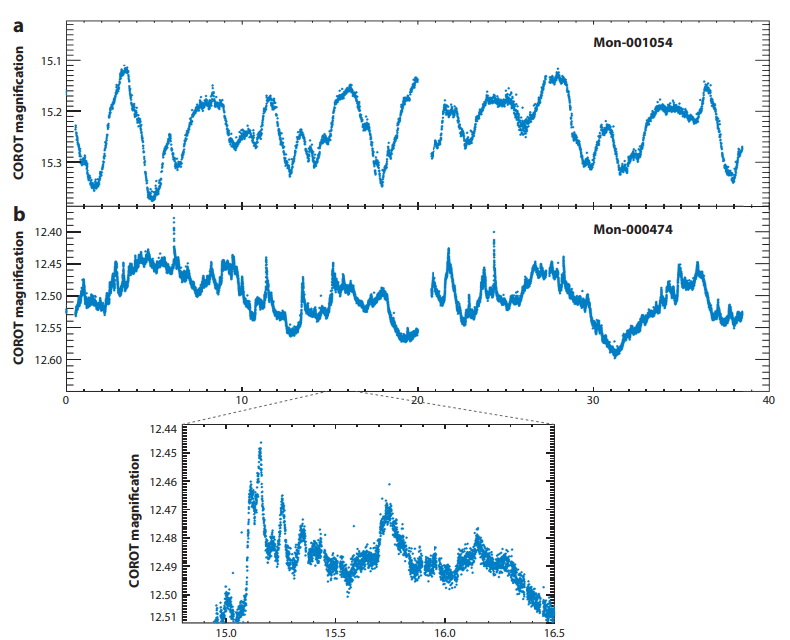 a
Mon-001054
COROT magnification
15.1
15.2
15.3
b
Mon-000474
COROT magnification
12.40
12.45
12.50
12.55
12.60
0 10 20 30 40
COROT magnification
12.44
12.45
12.46
12.47
12.48
12.49
12.50
12.51
15.0 15.5 16.0 16.5